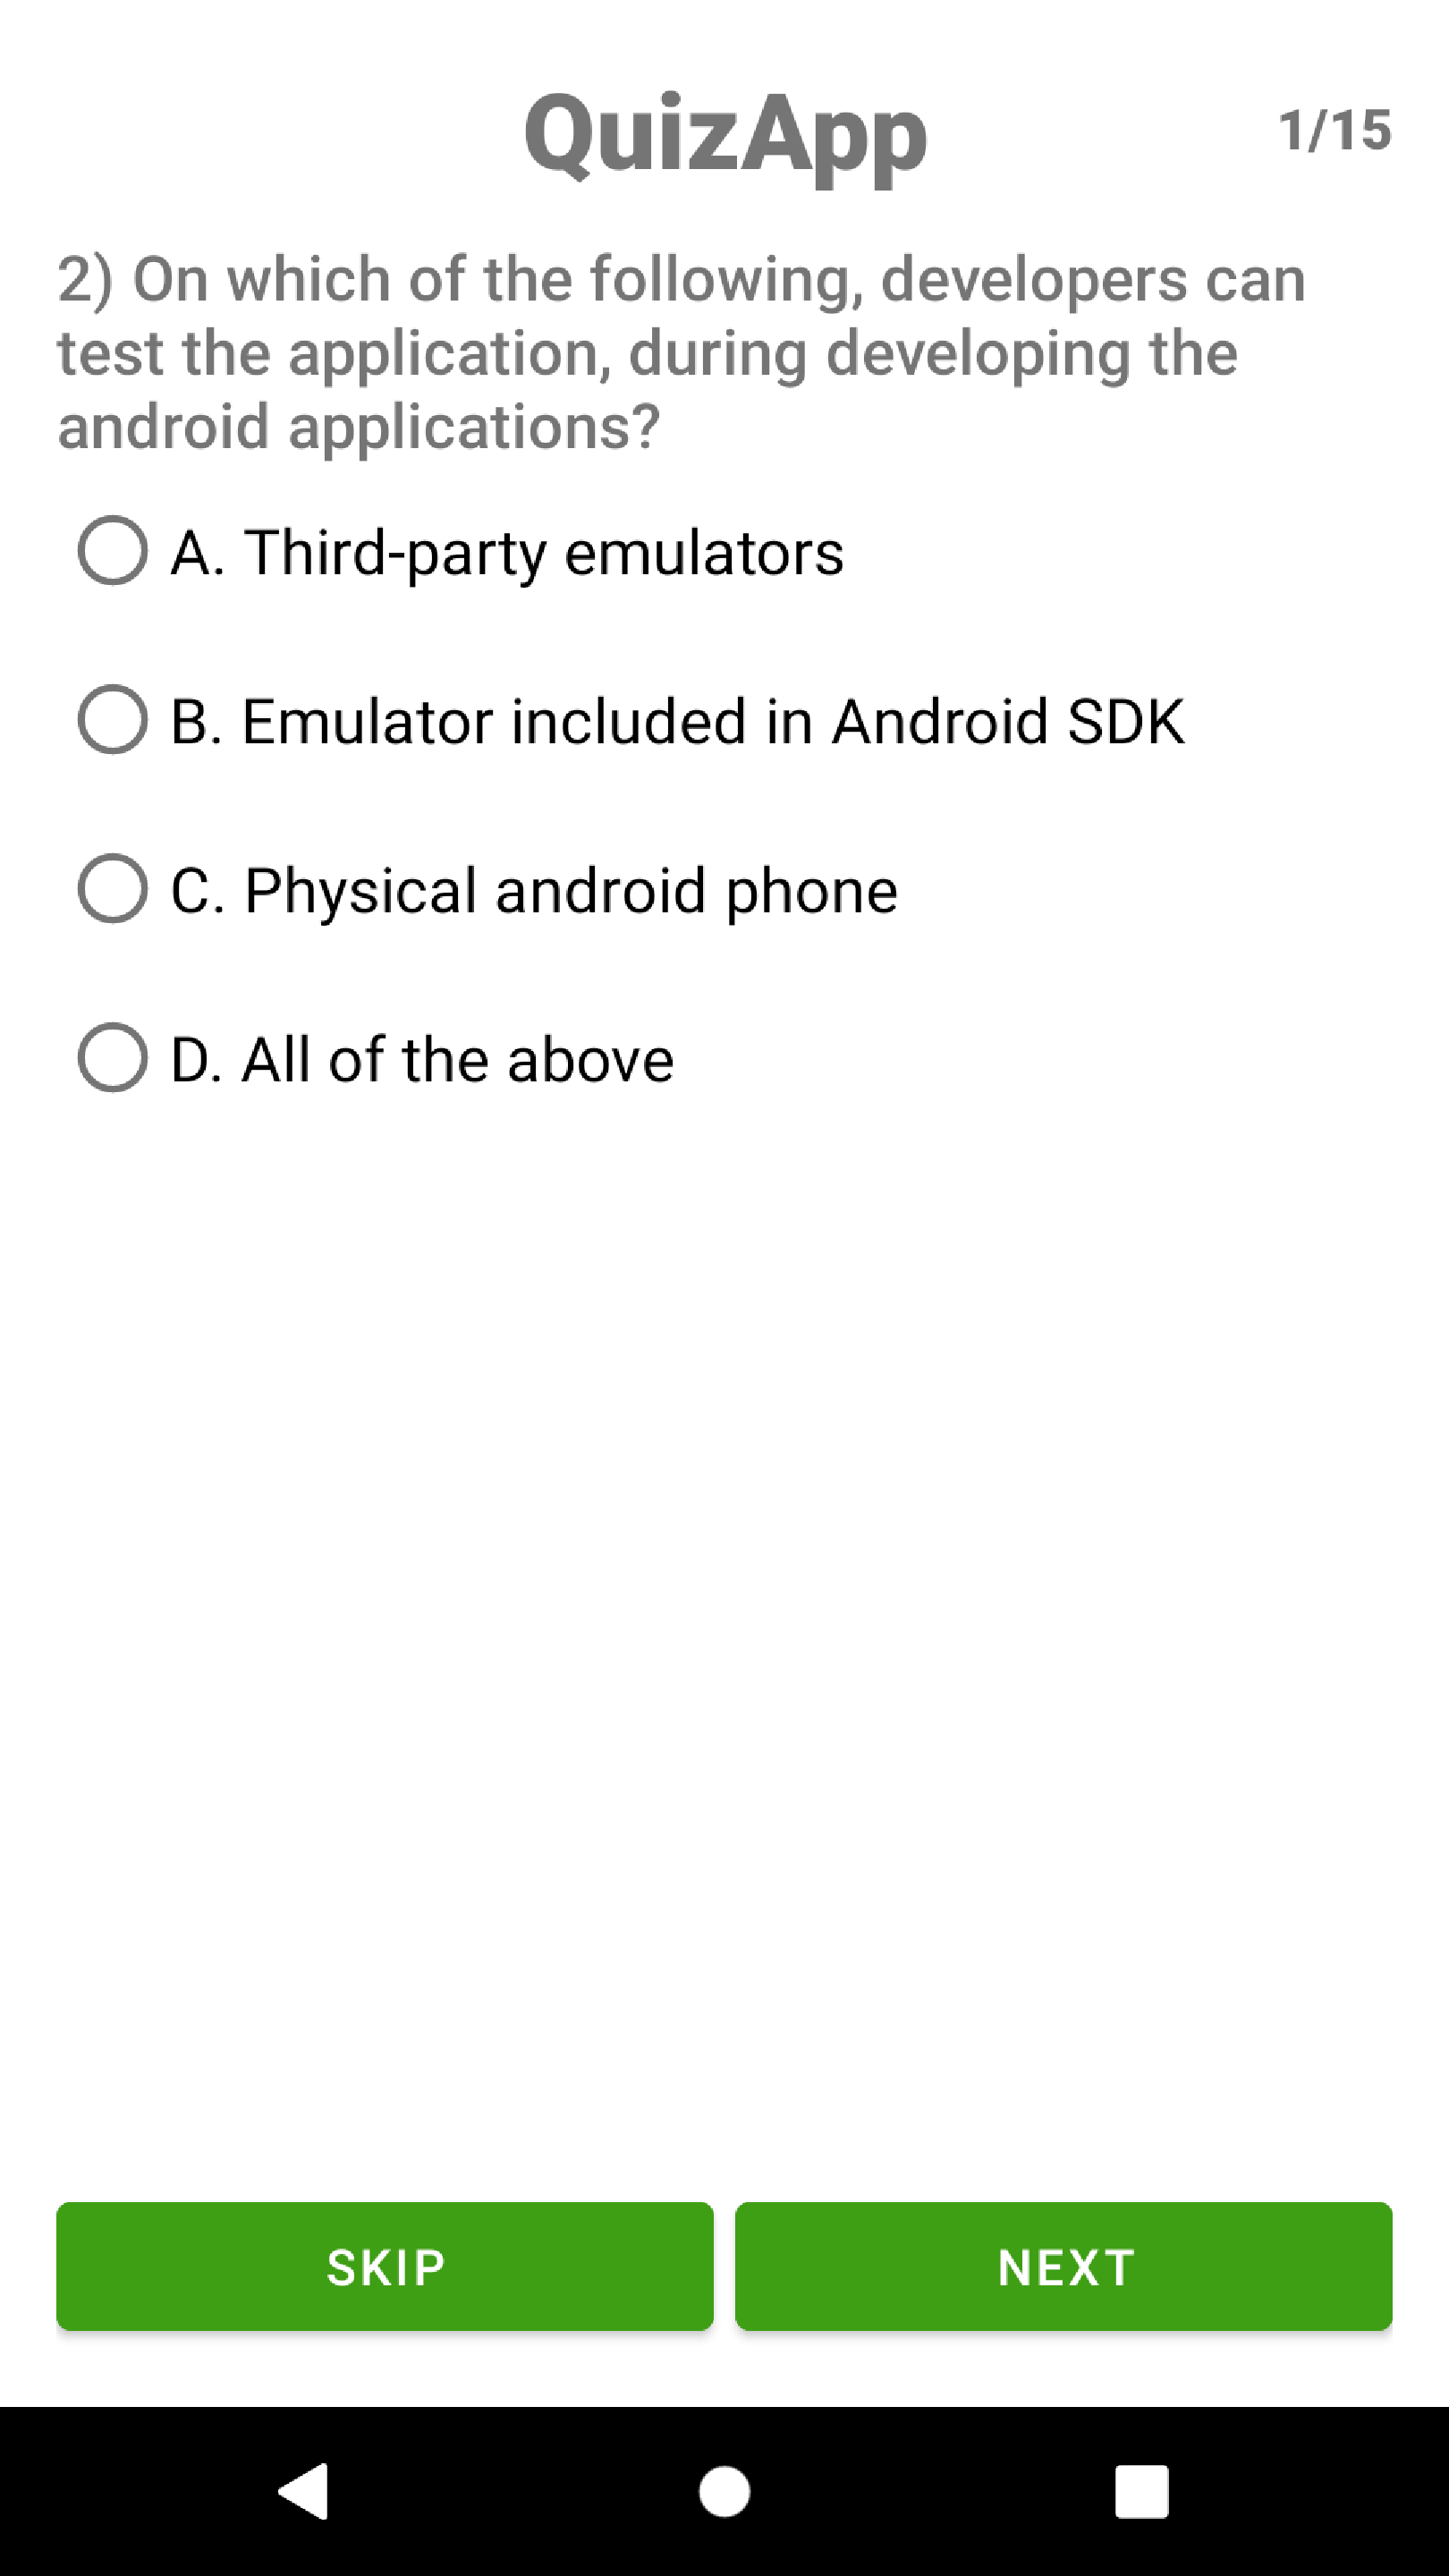 QuizApp
1/15
2) On which of the following, developers can
test the application, during developing the
android applications?
A. Third-party emulators
B. Emulator included in Android SDK
C. Physical android phone
D. All of the above
SKIP
NEXT